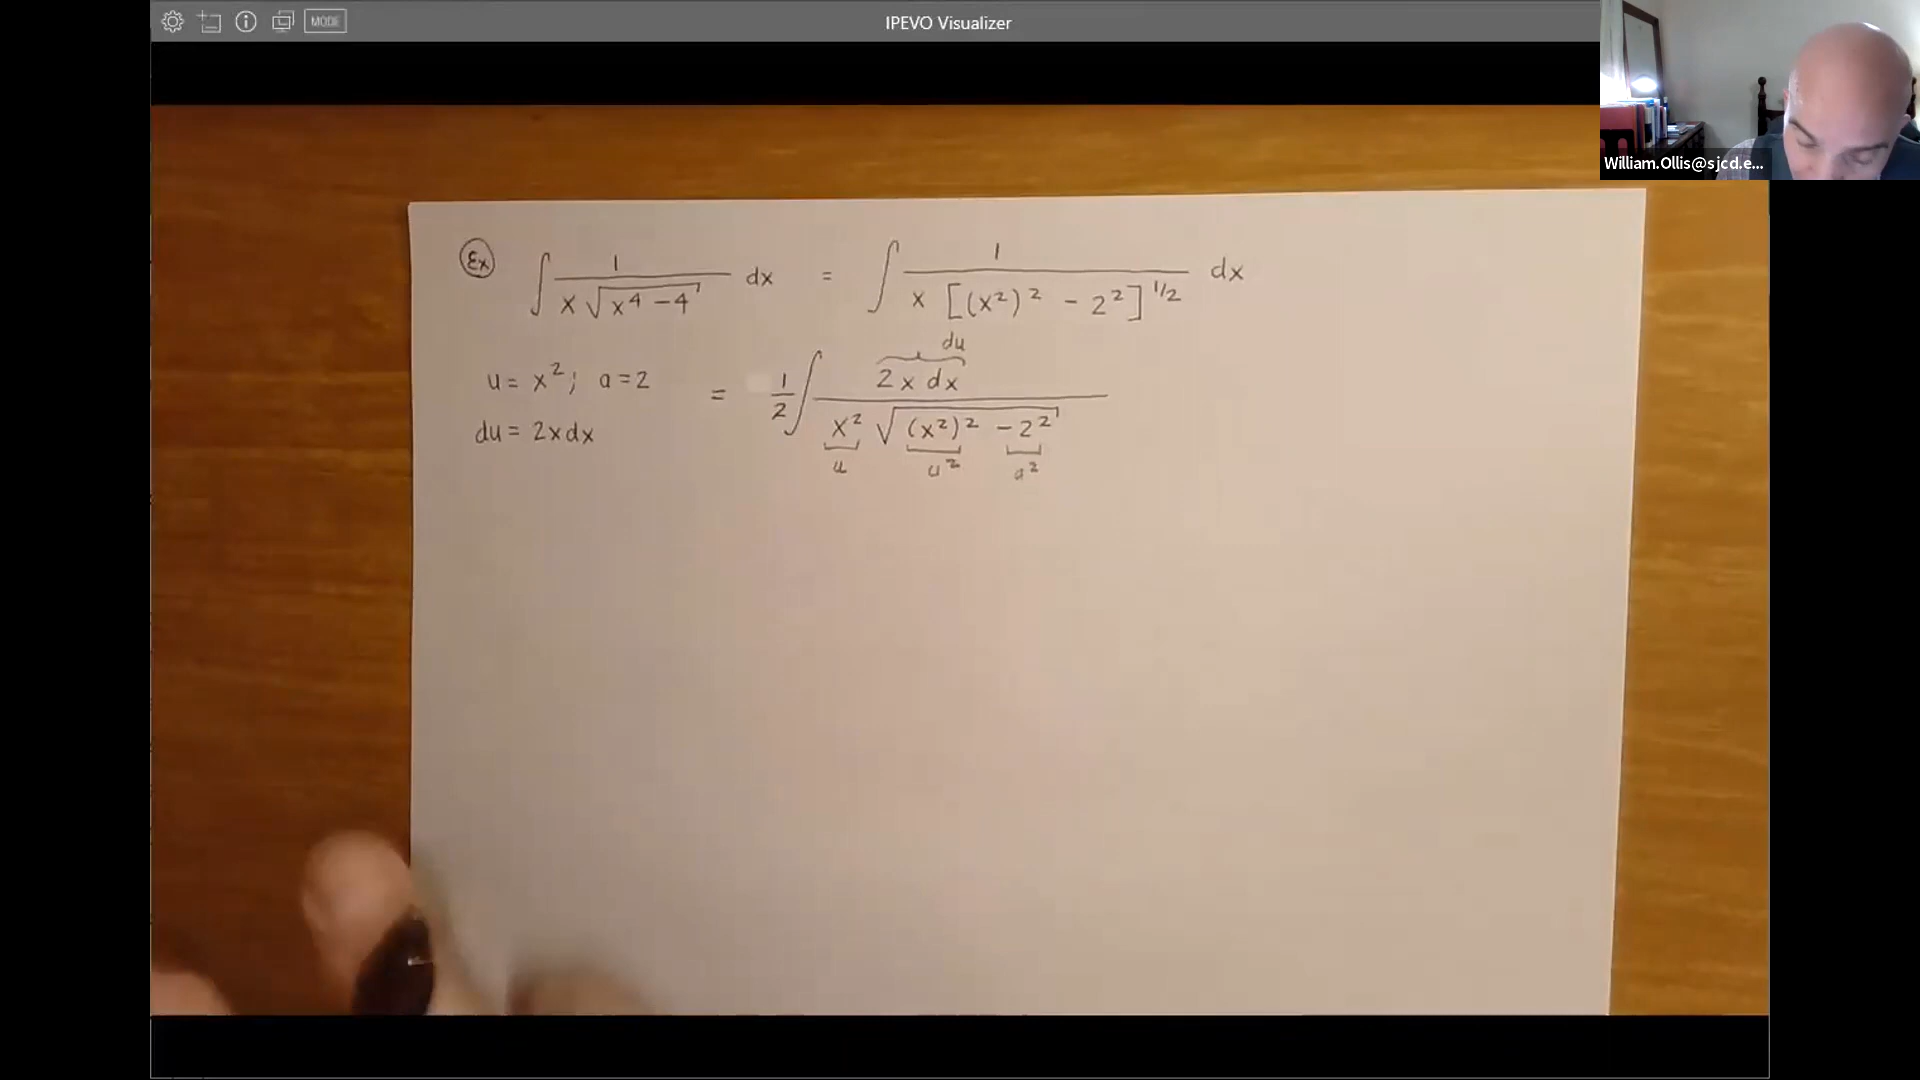 MODE
IPEVO Visualizer
William.Ollis@sjcd.e...
Ex ∫ 1 / (x √(x⁴ - 4)) dx = ∫ 1 / (x [(x²)² - 2²]^1/2) dx
u = x² ; a = 2
du = 2x dx
= 1/2 ∫ 2x dx / (x² √((x²)² - 2²))
du
u u² a²